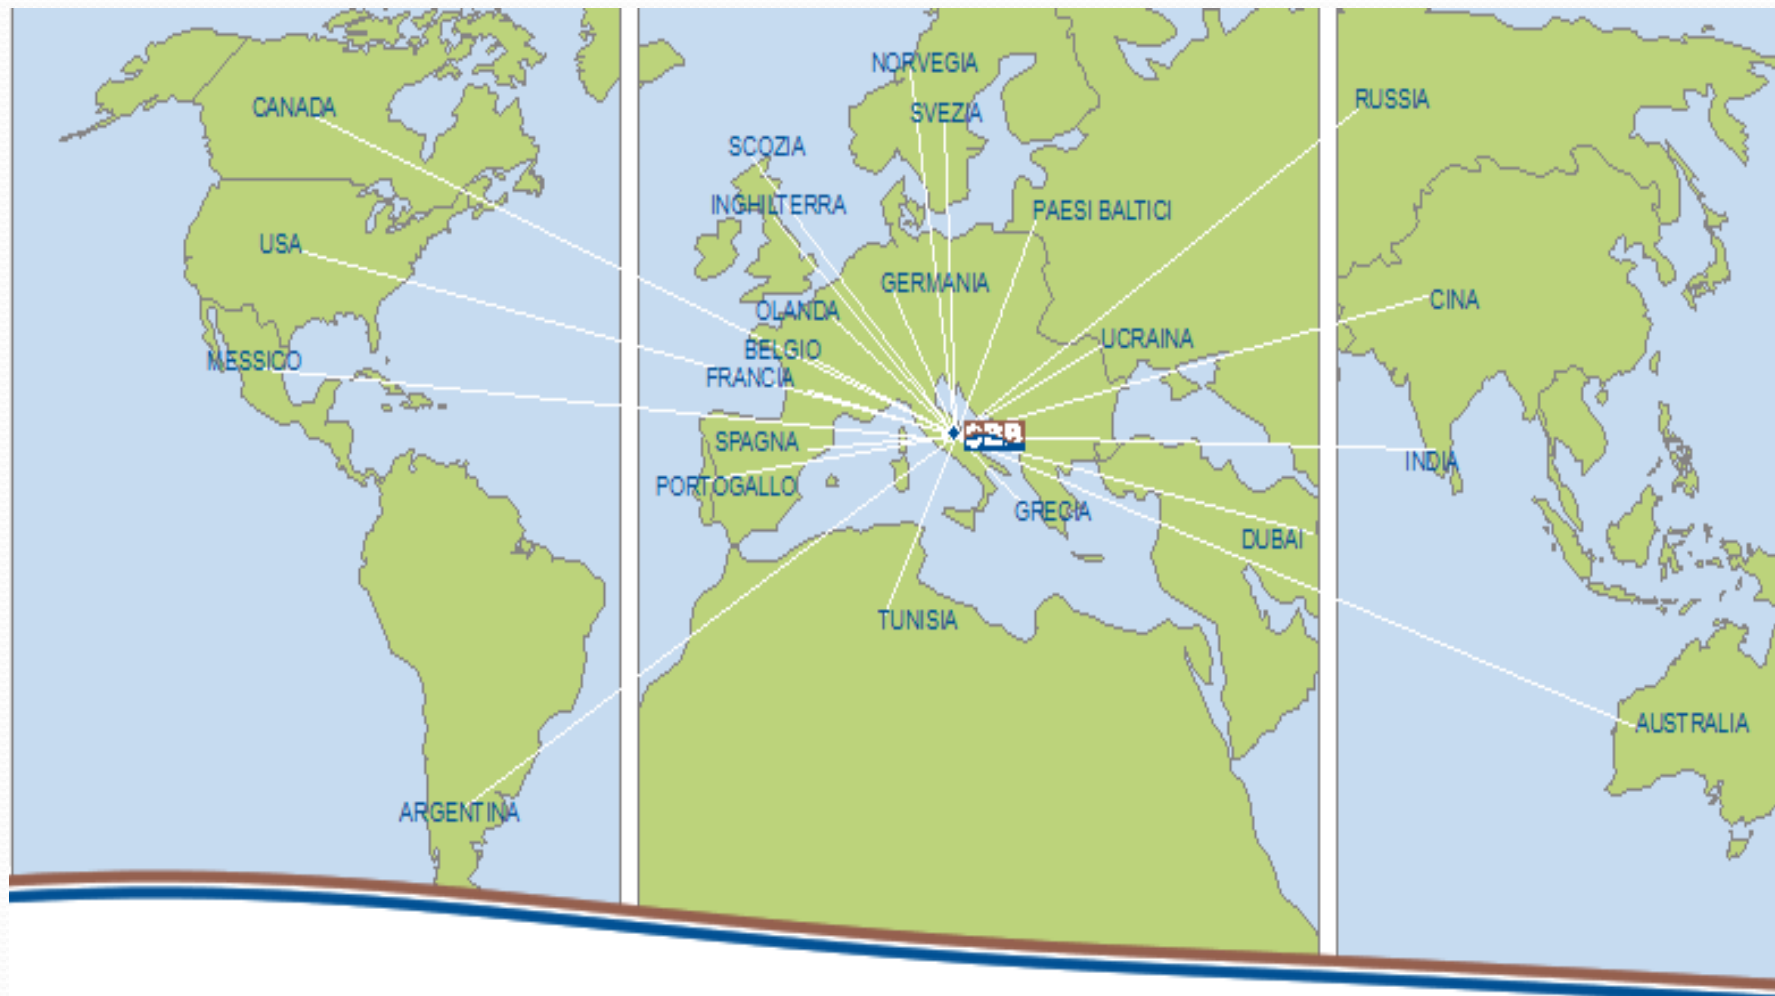 NORVEGIA
RUSSIA
CANADA
SVEZIA
SCOZIA
INGHILTERRA
PAESI BALTICI
USA
GERMANIA
CINA
OLANDA
UCRAINA
BELGIO
MESSICO
FRANCIA
SPAGNA
INDIA
PORTOGALLO
GRECIA
DUBAI
TUNISIA
AUSTRALIA
ARGENTINA